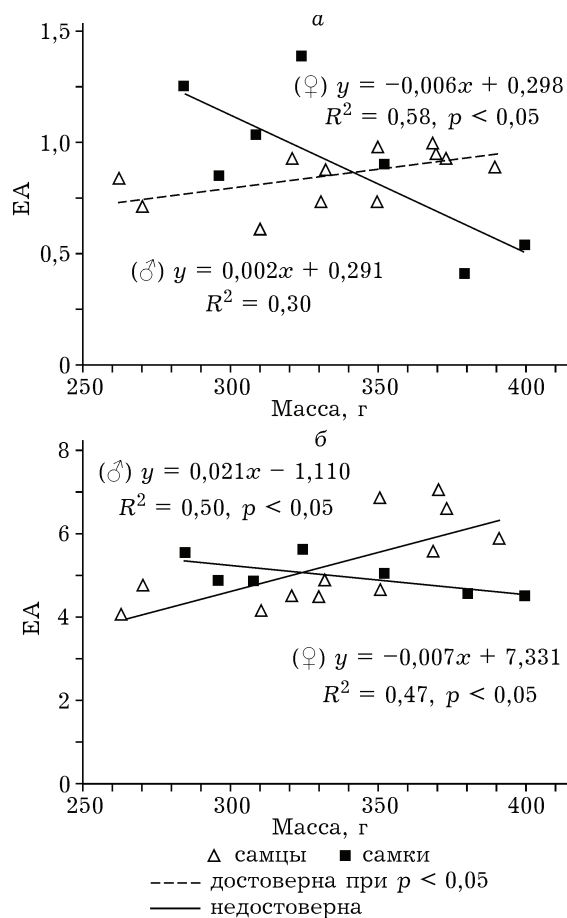 а
1,5
(♀) y = −0,006x + 0,298
R² = 0,58, p < 0,05
1,0
EA
0,5
(♂) y = 0,002x + 0,291
R² = 0,30
0
250 300 350 400
Масса, г
б
8
(♂) y = 0,021x − 1,110
R² = 0,50, p < 0,05
6
EA
4
(♀) y = −0,007x + 7,331
R² = 0,47, p < 0,05
2
0
250 300 350 400
Масса, г
самцы самки
достоверна при p < 0,05
недостоверна